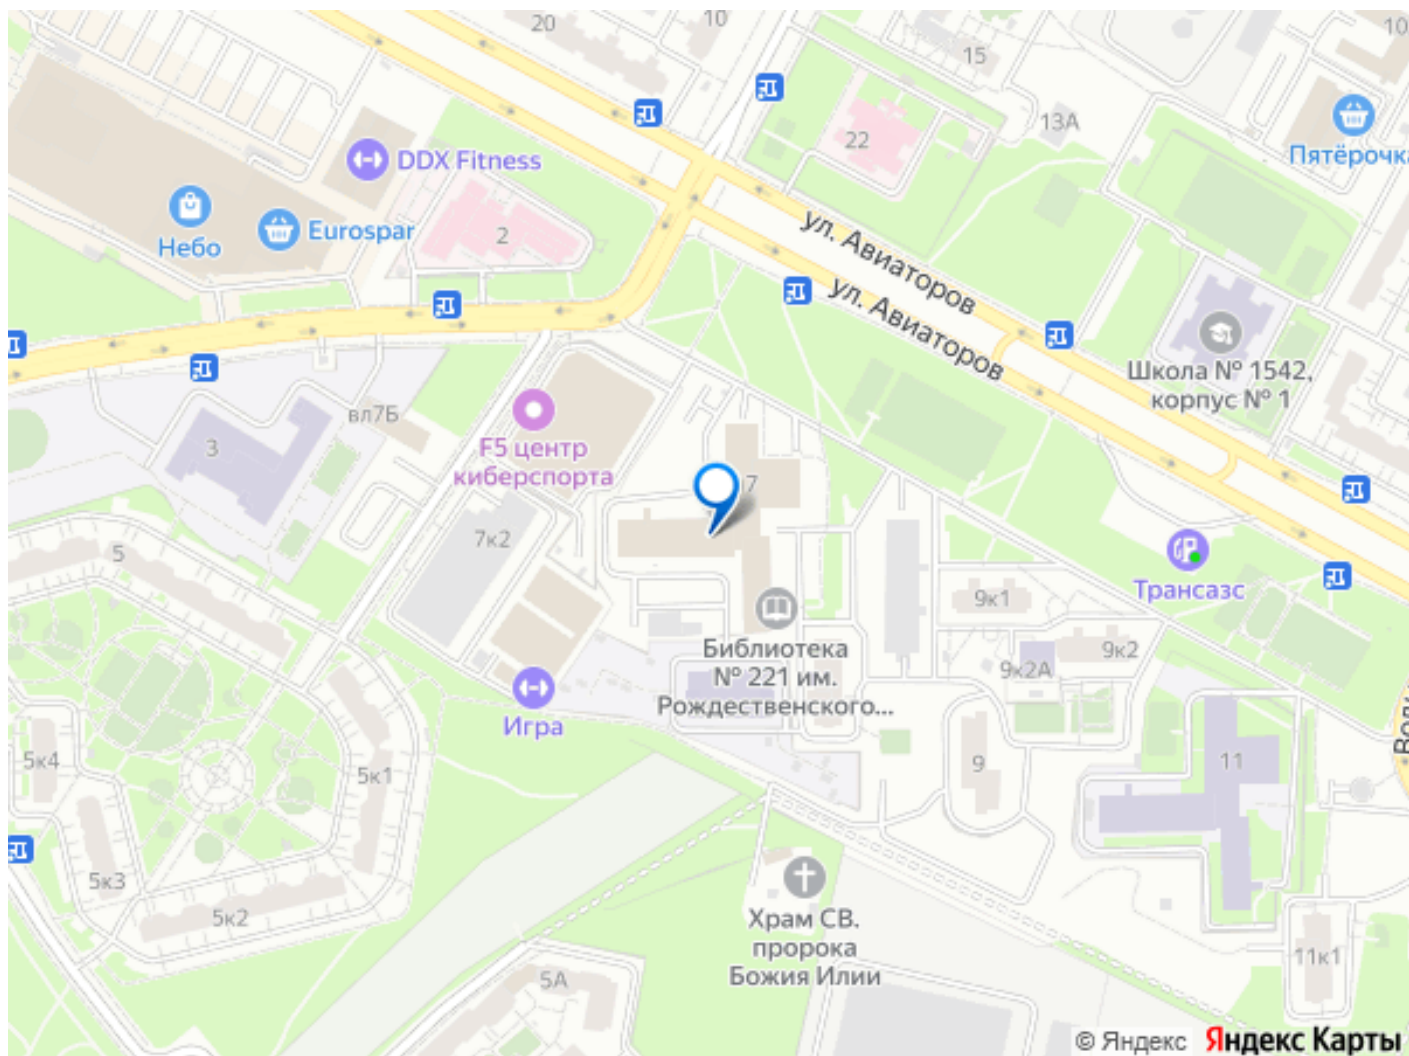 20
10
15
10
DDX Fitness
22
13А
Пятёрочка
Небо
Eurospar
2
ул. Авиаторов
ул. Авиаторов
Школа № 1542,
корпус № 1
вл7Б
3
F5 центр
киберспорта
7
7к2
5
Трансазс
9к1
Библиотека
№ 221 им.
Рождественского...
9к2
9к2А
Игра
5к4
5к1
9
11
5к3
5к2
Храм СВ.
пророка
Божия Илии
5А
11к1
© Яндекс Яндекс Карты